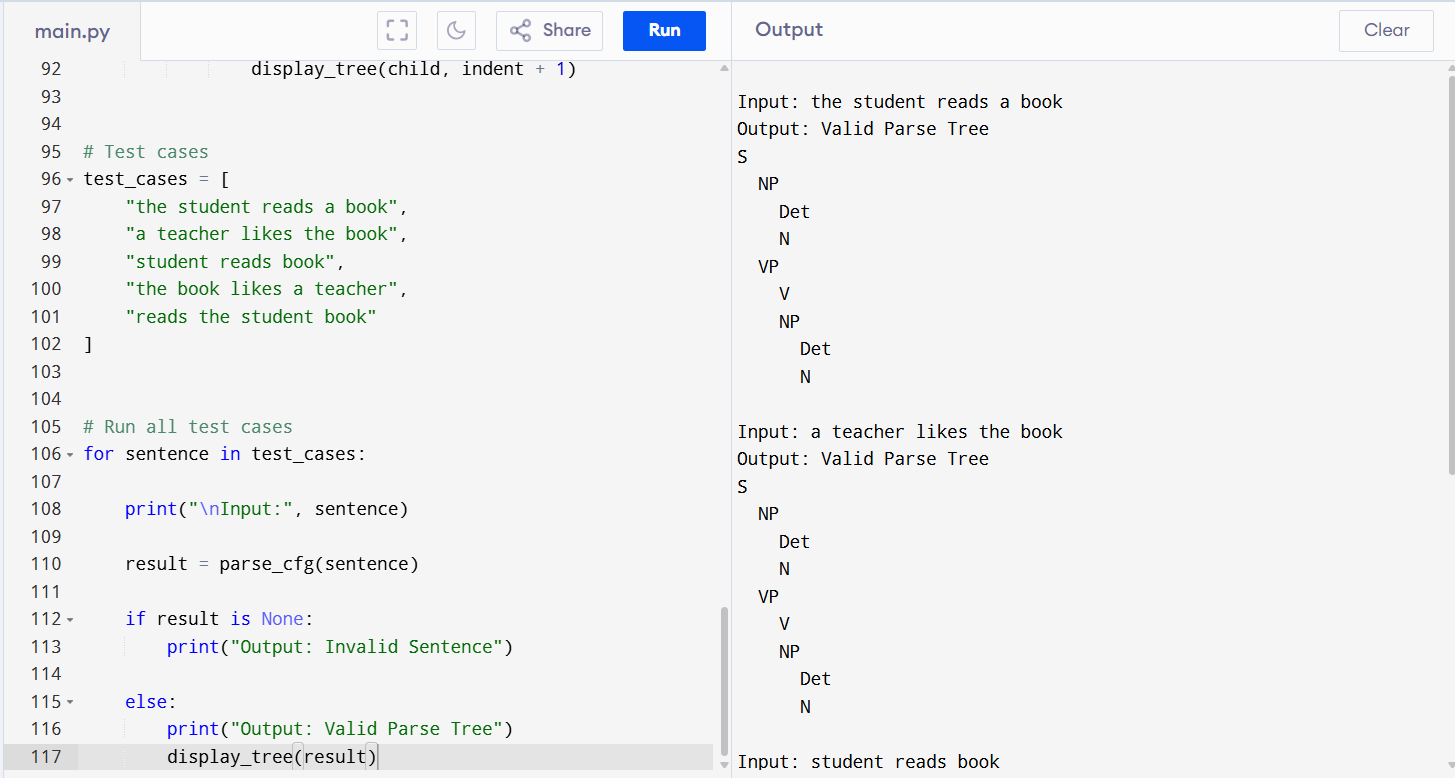 main.py
Share
Run
92 display_tree(child, indent + 1)
93
94
95 # Test cases
96 test_cases = [
97 "the student reads a book",
98 "a teacher likes the book",
99 "student reads book",
100 "the book likes a teacher",
101 "reads the student book"
102 ]
103
104
105 # Run all test cases
106 for sentence in test_cases:
107
108 print("\nInput:", sentence)
109
110 result = parse_cfg(sentence)
111
112 if result is None:
113 print("Output: Invalid Sentence")
114
115 else:
116 print("Output: Valid Parse Tree")
117 display_tree(result)
Output
Clear
Input: the student reads a book
Output: Valid Parse Tree
S
NP
Det
N
VP
V
NP
Det
N
Input: a teacher likes the book
Output: Valid Parse Tree
S
NP
Det
N
VP
V
NP
Det
N
Input: student reads book